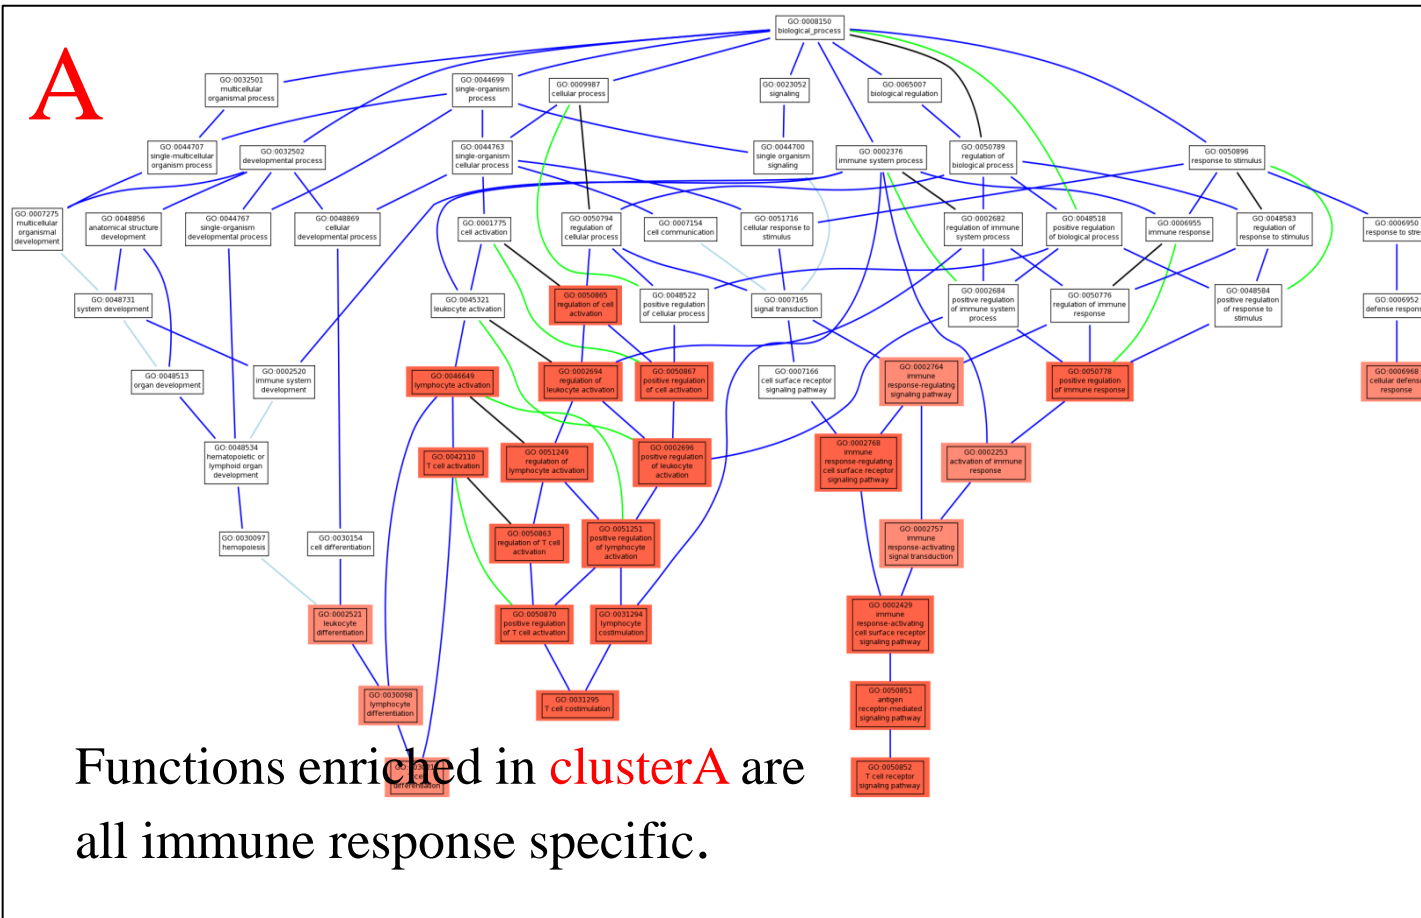 GO:0008150
biological_process
A
GO:0032501
multicellular
organismal process
GO:0044699
single-organism
process
GO:0009987
cellular process
GO:0023052
signaling
GO:0065007
biological regulation
GO:0044707
single-multicellular
organism process
GO:0032502
developmental process
GO:0044763
single-organism
cellular process
GO:0044700
single organism
signaling
GO:0002376
immune system process
GO:0050789
regulation of
biological process
GO:0050896
response to stimulus
GO:0007275
multicellular
organismal
development
GO:0048856
anatomical structure
development
GO:0044767
single-organism
developmental process
GO:0048869
cellular
developmental process
GO:0001775
cell activation
GO:0050794
regulation of
cellular process
GO:0007154
cell communication
GO:0051716
cellular response to
stimulus
GO:0002682
regulation of immune
system process
GO:0048518
positive regulation
of biological process
GO:0006955
immune response
GO:0048583
regulation of
response to stimulus
GO:0006950
response to stre
GO:0048731
system development
GO:0045321
leukocyte activation
GO:0050865
regulation of cell
activation
GO:0048522
positive regulation
of cellular process
GO:0007165
signal transduction
GO:0002684
positive regulation
of immune system
process
GO:0050776
regulation of immune
response
GO:0048584
positive regulation
of response to
stimulus
GO:0006952
defense respons
GO:0048513
organ development
GO:0002520
immune system
development
GO:0046649
lymphocyte activation
GO:0002694
regulation of
leukocyte activation
GO:0050867
positive regulation
of cell activation
GO:0007166
cell surface receptor
signaling pathway
GO:0002764
immune
response-regulating
signaling pathway
GO:0050778
positive regulation
of immune response
GO:0006968
cellular defense
response
GO:0048534
hematopoietic or
lymphoid organ
development
GO:0042110
T cell activation
GO:0051249
regulation of
lymphocyte activation
GO:0002696
positive regulation
of leukocyte
activation
GO:0002768
immune
response-regulating
cell surface receptor
signaling pathway
GO:0002253
activation of immune
response
GO:0030097
hemopoiesis
GO:0030154
cell differentiation
GO:0050863
regulation of T cell
activation
GO:0051251
positive regulation
of lymphocyte
activation
GO:0002757
immune
response-activating
signal transduction
GO:0002521
leukocyte
differentiation
GO:0050870
positive regulation
of T cell activation
GO:0031294
lymphocyte
costimulation
GO:0002429
immune
response-activating
cell surface receptor
signaling pathway
GO:0030098
lymphocyte
differentiation
GO:0031295
T cell costimulation
GO:0050851
antigen
receptor-mediated
signaling pathway
differentiation
GO:0050852
T cell receptor
signaling pathway
Functions enriched in clusterA are
all immune response specific.